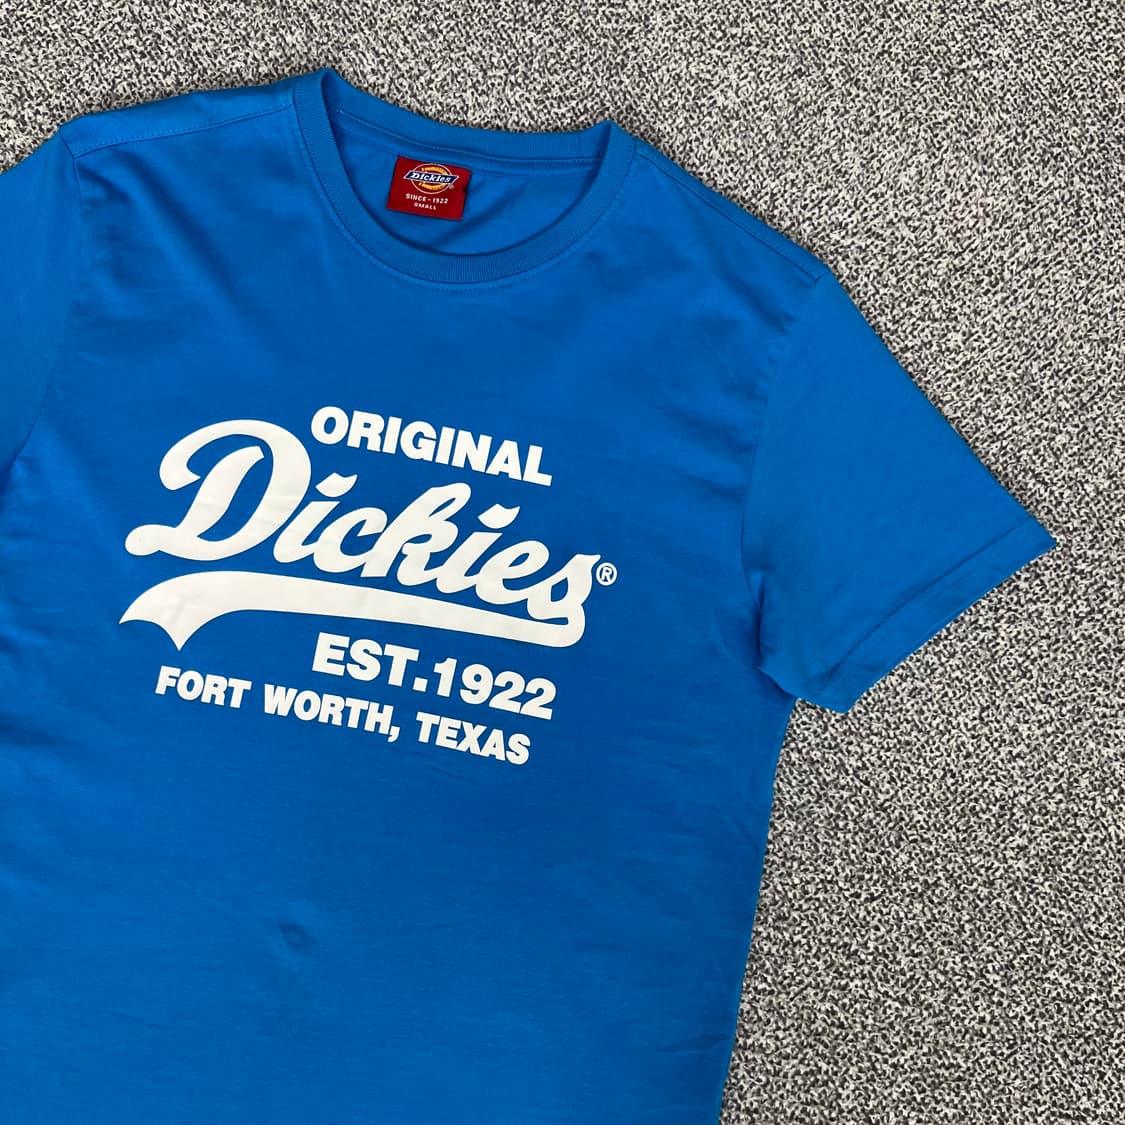 Dickies
SINCE - 1922
SMALL
ORIGINAL
Dickies®
EST.1922
FORT WORTH, TEXAS